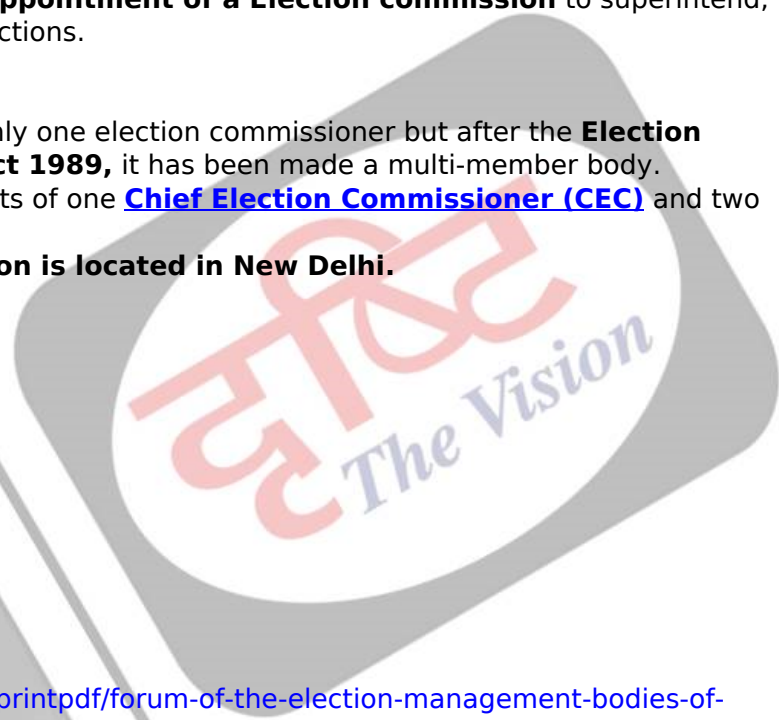 ppointment of a Election commission to superintend,
ctions.
nly one election commissioner but after the Election
ct 1989, it has been made a multi-member body.
ts of one Chief Election Commissioner (CEC) and two
on is located in New Delhi.
दृष्टि
The Vision
printpdf/forum-of-the-election-management-bodies-of-